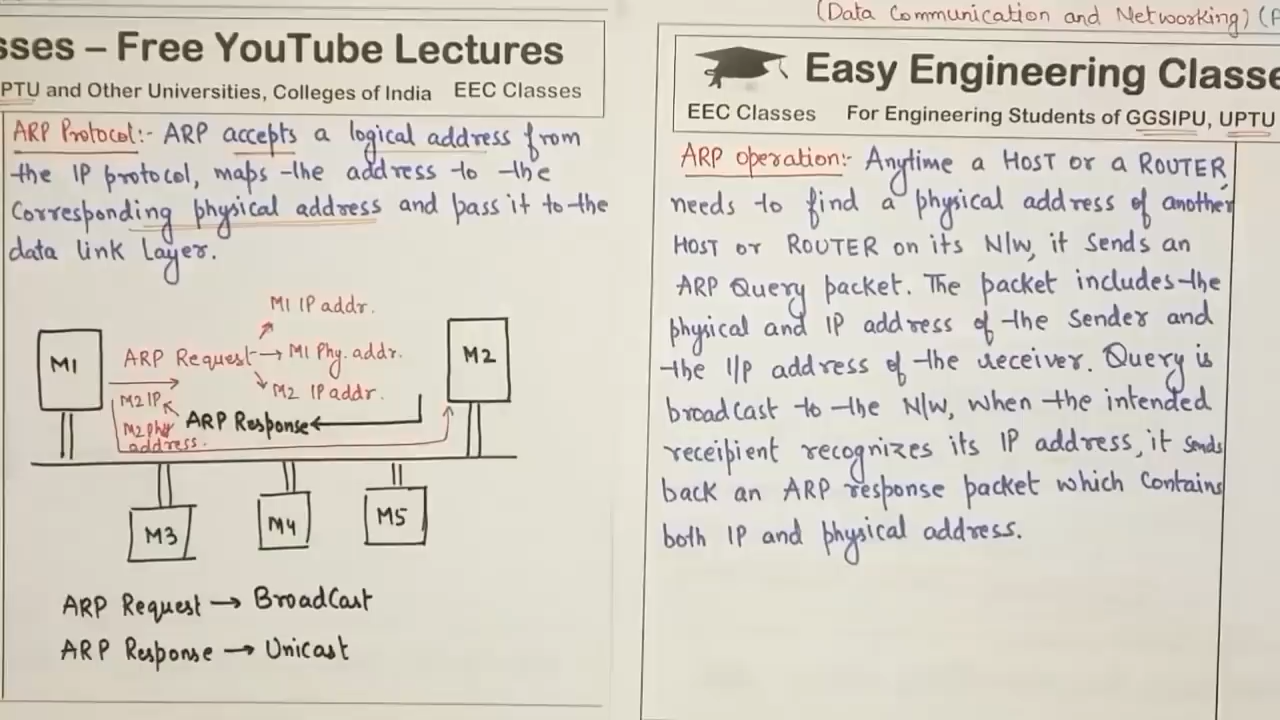 sses – Free YouTube Lectures
PTU and Other Universities, Colleges of India EEC Classes
ARP Protocol:- ARP accepts a logical address from
the IP protocol, maps the address to the
Corresponding physical address and pass it to the
data link layer.
M1 IP addr.
ARP Request → M1 Phy. addr.
M2 IP addr.
M1
M2
M2 IP
M2 phy
address.
ARP Response
M3
M4
M5
ARP Request → BroadCast
ARP Response → Unicast
(Data Communication and Networking) (P
Easy Engineering Classe
EEC Classes For Engineering Students of GGSIPU, UPTU
ARP operation:- Anytime a HOST or a ROUTER
needs to find a physical address of another
HOST or ROUTER on its N/W, it sends an
ARP Query packet. The packet includes the
physical and IP address of the sender and
the I/P address of the receiver. Query is
broadcast to the N/W, when the intended
receipient recognizes its IP address, it sends
back an ARP response packet which contains
both IP and physical address.